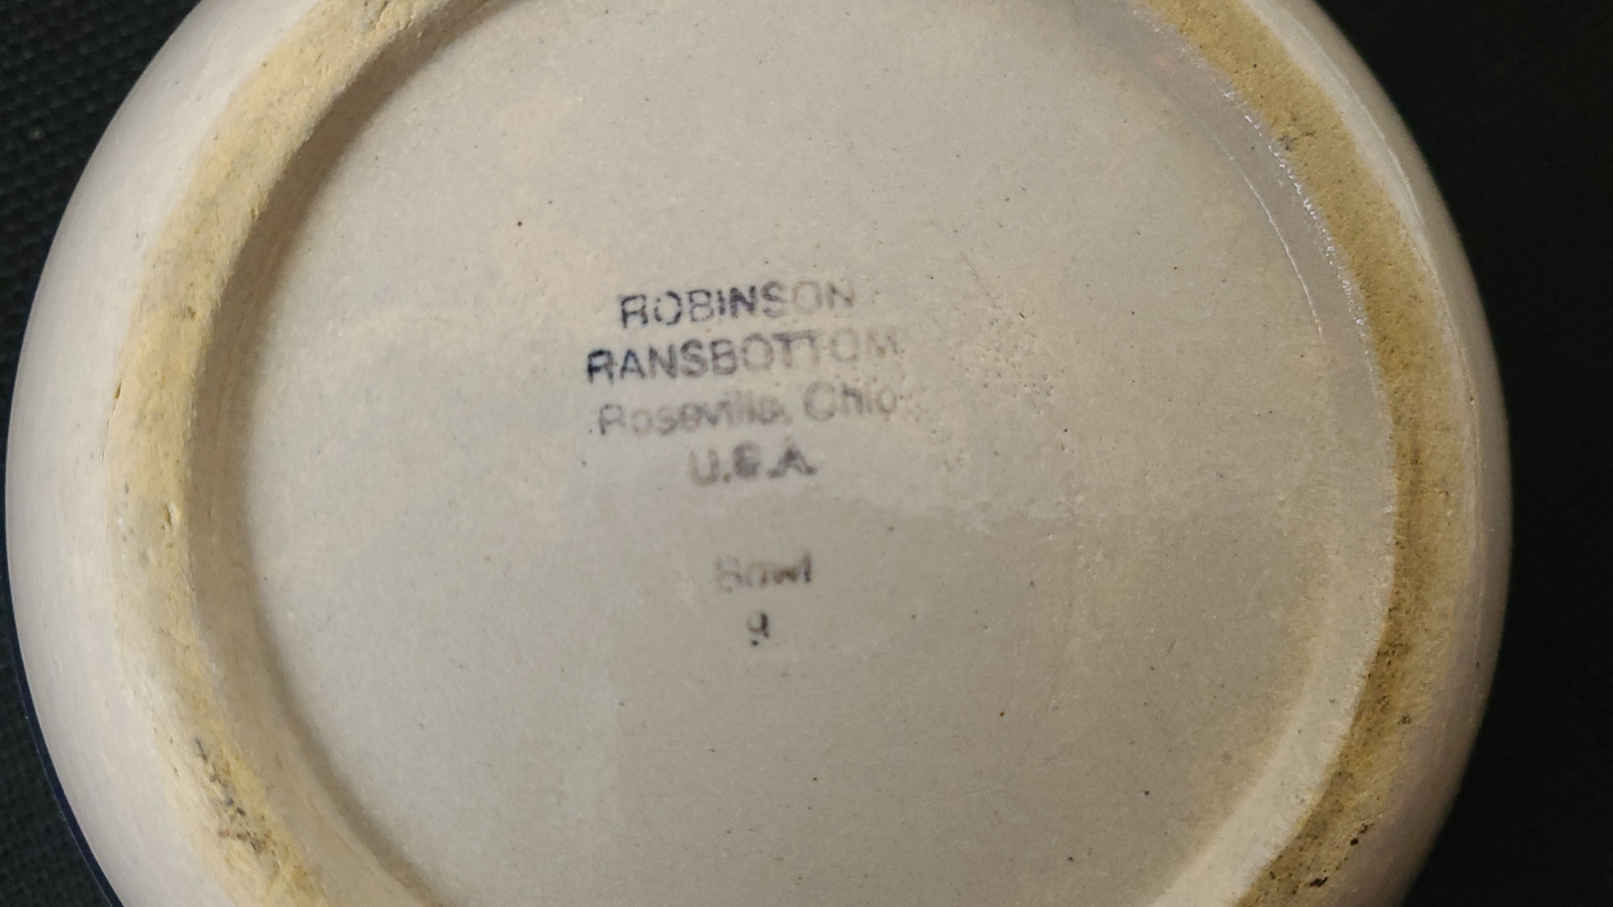 ROBINSON
RANSBOTTOM
Roseville, Ohio
U.S.A.
Bowl
9